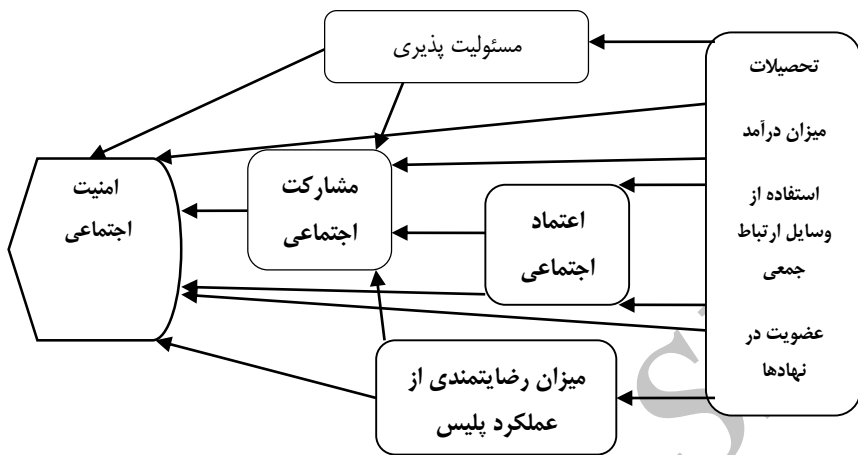 مسئولیت پذیری
تحصیلات
میزان درآمد
استفاده از
وسایل ارتباط
جمعی
عضویت در
نهادها
مشارکت
اجتماعی
اعتماد
اجتماعی
امنیت
اجتماعی
میزان رضایتمندی از
عملکرد پلیس